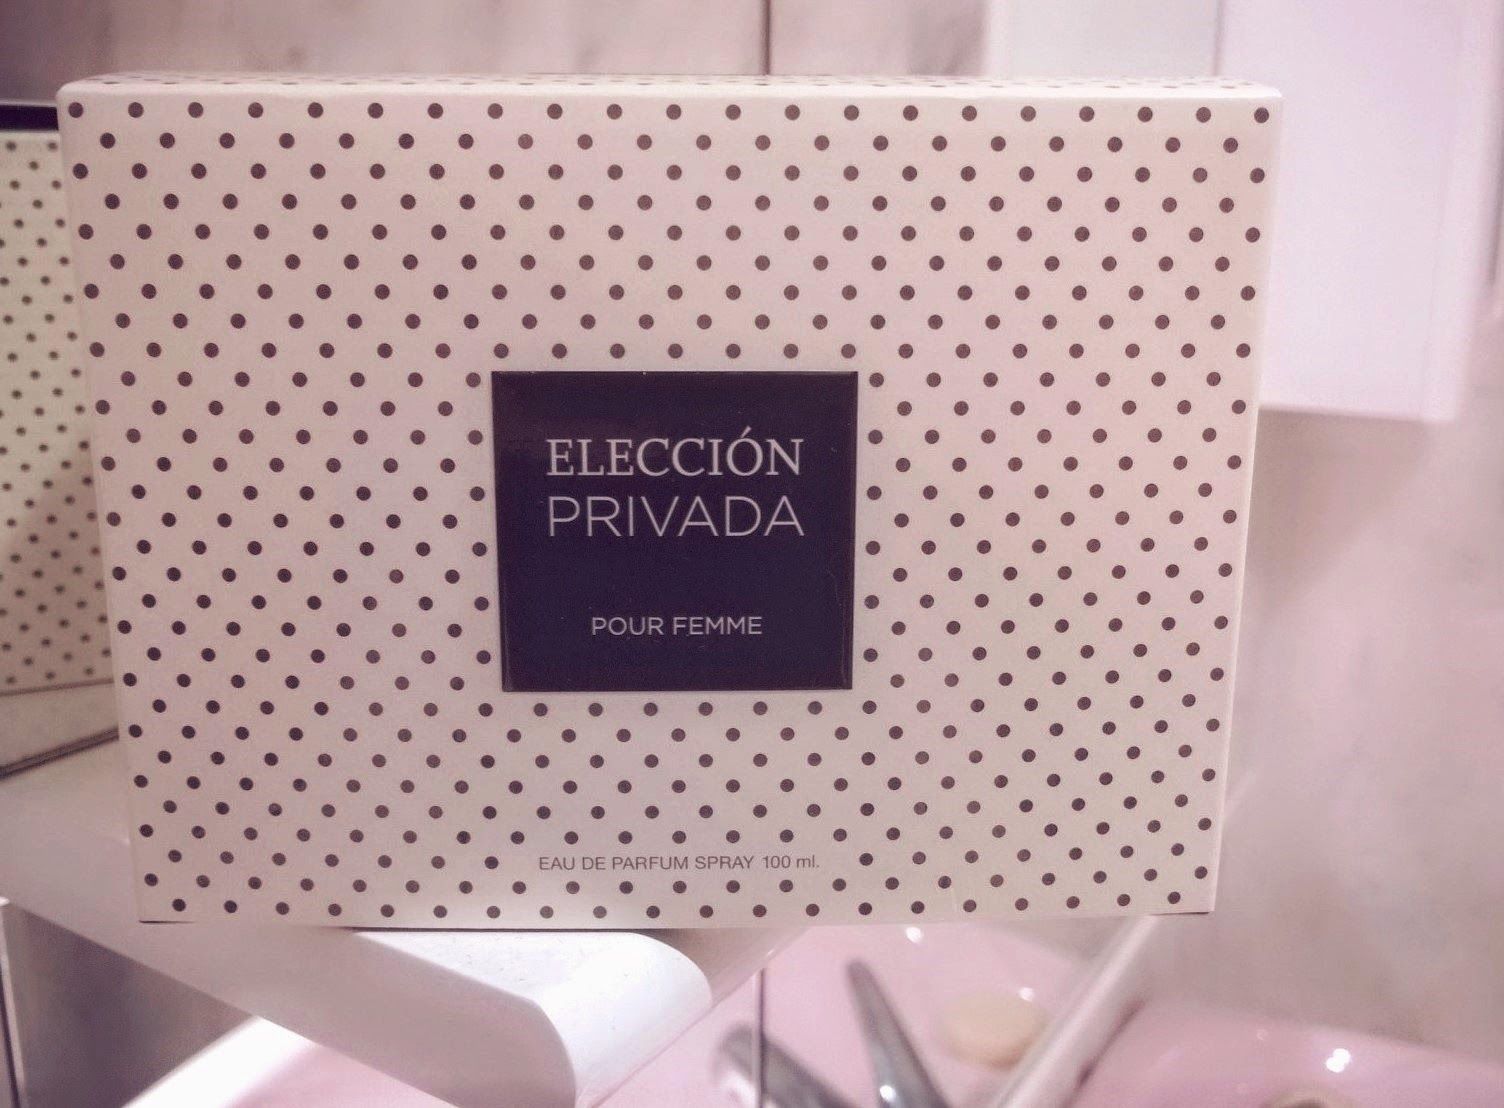 ELECCIÓN
PRIVADA
POUR FEMME
EAU DE PARFUM SPRAY 100 ml.